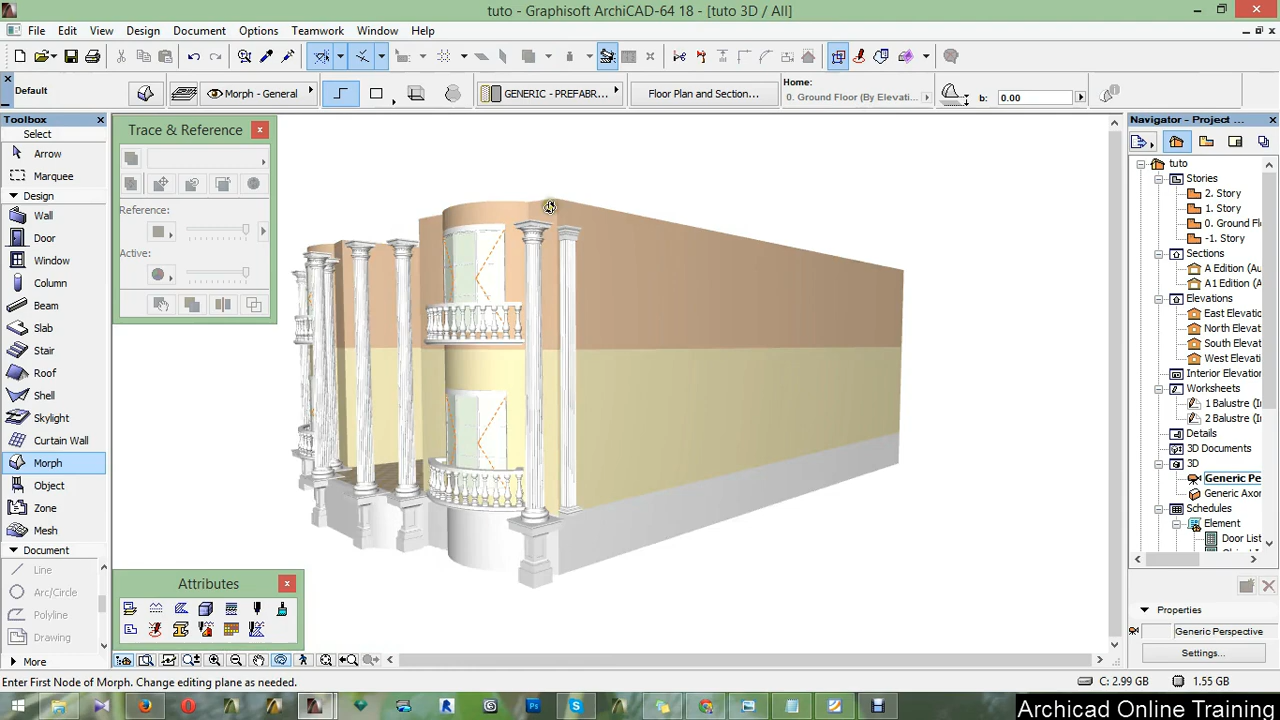 tuto - Graphisoft ArchiCAD-64 18 - [tuto 3D / All]
File Edit View Design Document Options Teamwork Window Help
Default
Morph - General
GENERIC - PREFABR...
Floor Plan and Section...
Home:
0. Ground Floor (By Elevati...
b: 0.00
Toolbox
Select
Arrow
Marquee
Design
Wall
Door
Window
Column
Beam
Slab
Stair
Roof
Shell
Skylight
Curtain Wall
Morph
Object
Zone
Mesh
Document
Line
Arc/Circle
Polyline
Drawing
More
Trace & Reference
Reference:
Active:
Attributes
Navigator - Project ...
tuto
Stories
2. Story
1. Story
0. Ground Fl
-1. Story
Sections
A Edition (Au
A1 Edition (A
Elevations
East Elevatio
North Elevat
South Elevat
West Elevati
Interior Elevatio
Worksheets
1 Balustre (In
2 Balustre (In
Details
3D Documents
3D
Generic Pe
Generic Axon
Schedules
Element
Door List
Properties
Generic Perspective
Settings...
Enter First Node of Morph. Change editing plane as needed.
C: 2.99 GB
1.55 GB
Archicad Online Training